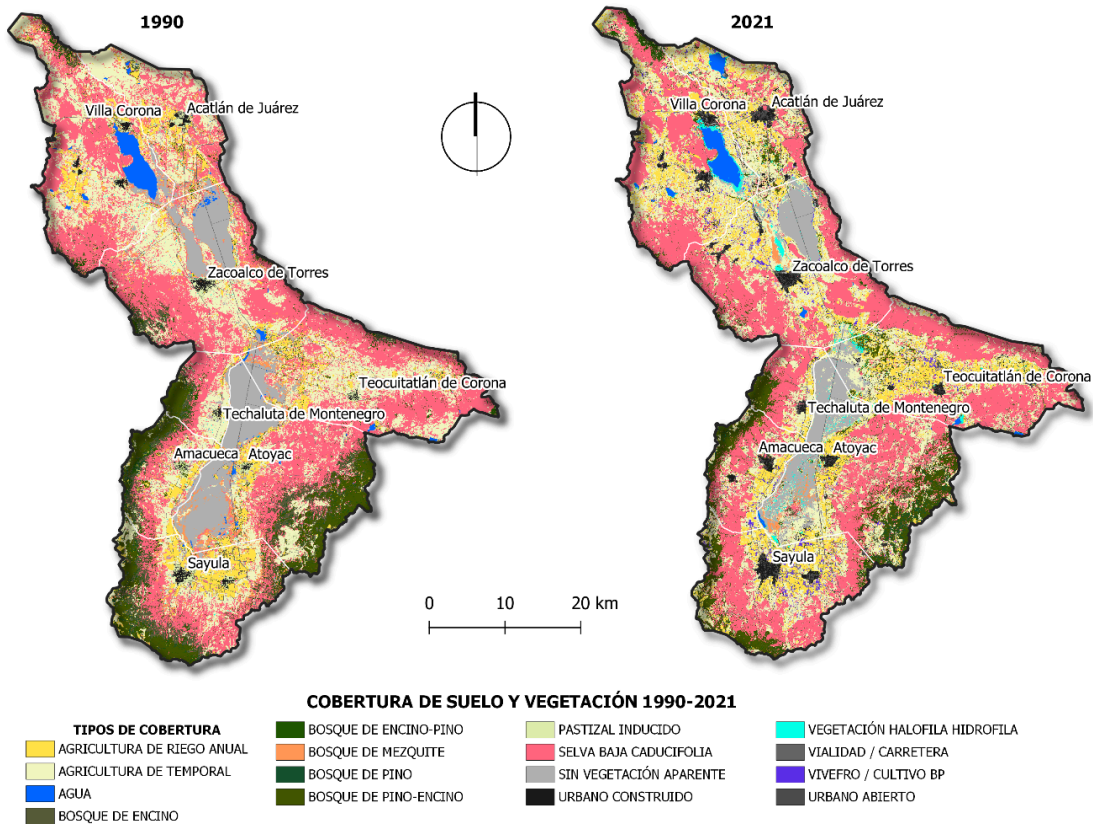 1990
2021
Villa Corona
Acatlán de Juárez
Zacoalco de Torres
Teocuitatlán de Corona
Techaluta de Montenegro
Amacueca
Atoyac
Sayula
Villa Corona
Acatlán de Juárez
Zacoalco de Torres
Teocuitatlán de Corona
Techaluta de Montenegro
Amacueca
Atoyac
Sayula
0 10 20 km
COBERTURA DE SUELO Y VEGETACIÓN 1990-2021
TIPOS DE COBERTURA
AGRICULTURA DE RIEGO ANUAL
AGRICULTURA DE TEMPORAL
AGUA
BOSQUE DE ENCINO
BOSQUE DE ENCINO-PINO
BOSQUE DE MEZQUITE
BOSQUE DE PINO
BOSQUE DE PINO-ENCINO
PASTIZAL INDUCIDO
SELVA BAJA CADUCIFOLIA
SIN VEGETACIÓN APARENTE
URBANO CONSTRUIDO
VEGETACIÓN HALOFILA HIDROFILA
VIALIDAD / CARRETERA
VIVEFRO / CULTIVO BP
URBANO ABIERTO